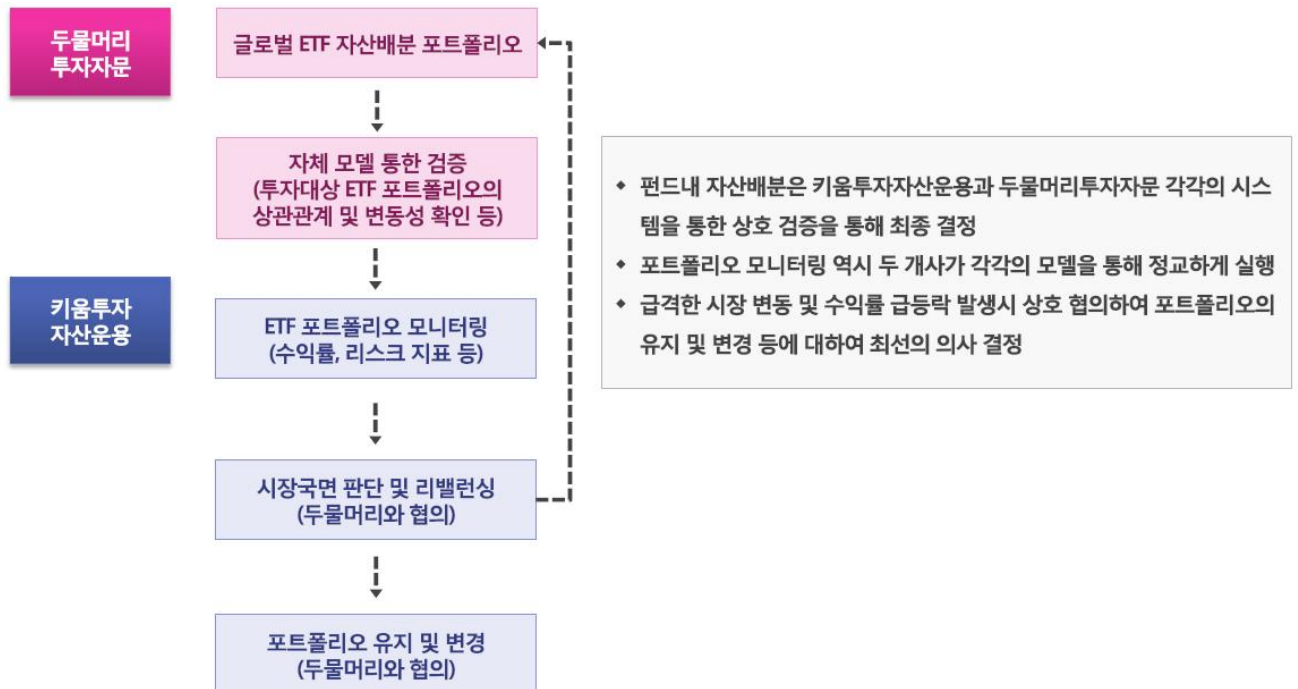 두물머리
투자자문
글로벌 ETF 자산배분 포트폴리오
자체 모델 통한 검증
(투자대상 ETF 포트폴리오의
상관관계 및 변동성 확인 등)
키움투자
자산운용
ETF 포트폴리오 모니터링
(수익률, 리스크 지표 등)
시장국면 판단 및 리밸런싱
(두물머리와 협의)
포트폴리오 유지 및 변경
(두물머리와 협의)
◆ 펀드내 자산배분은 키움투자자산운용과 두물머리투자자문 각각의 시스
템을 통한 상호 검증을 통해 최종 결정
◆ 포트폴리오 모니터링 역시 두 개사가 각각의 모델을 통해 정교하게 실행
◆ 급격한 시장 변동 및 수익률 급등락 발생시 상호 협의하여 포트폴리오의
유지 및 변경 등에 대하여 최선의 의사 결정